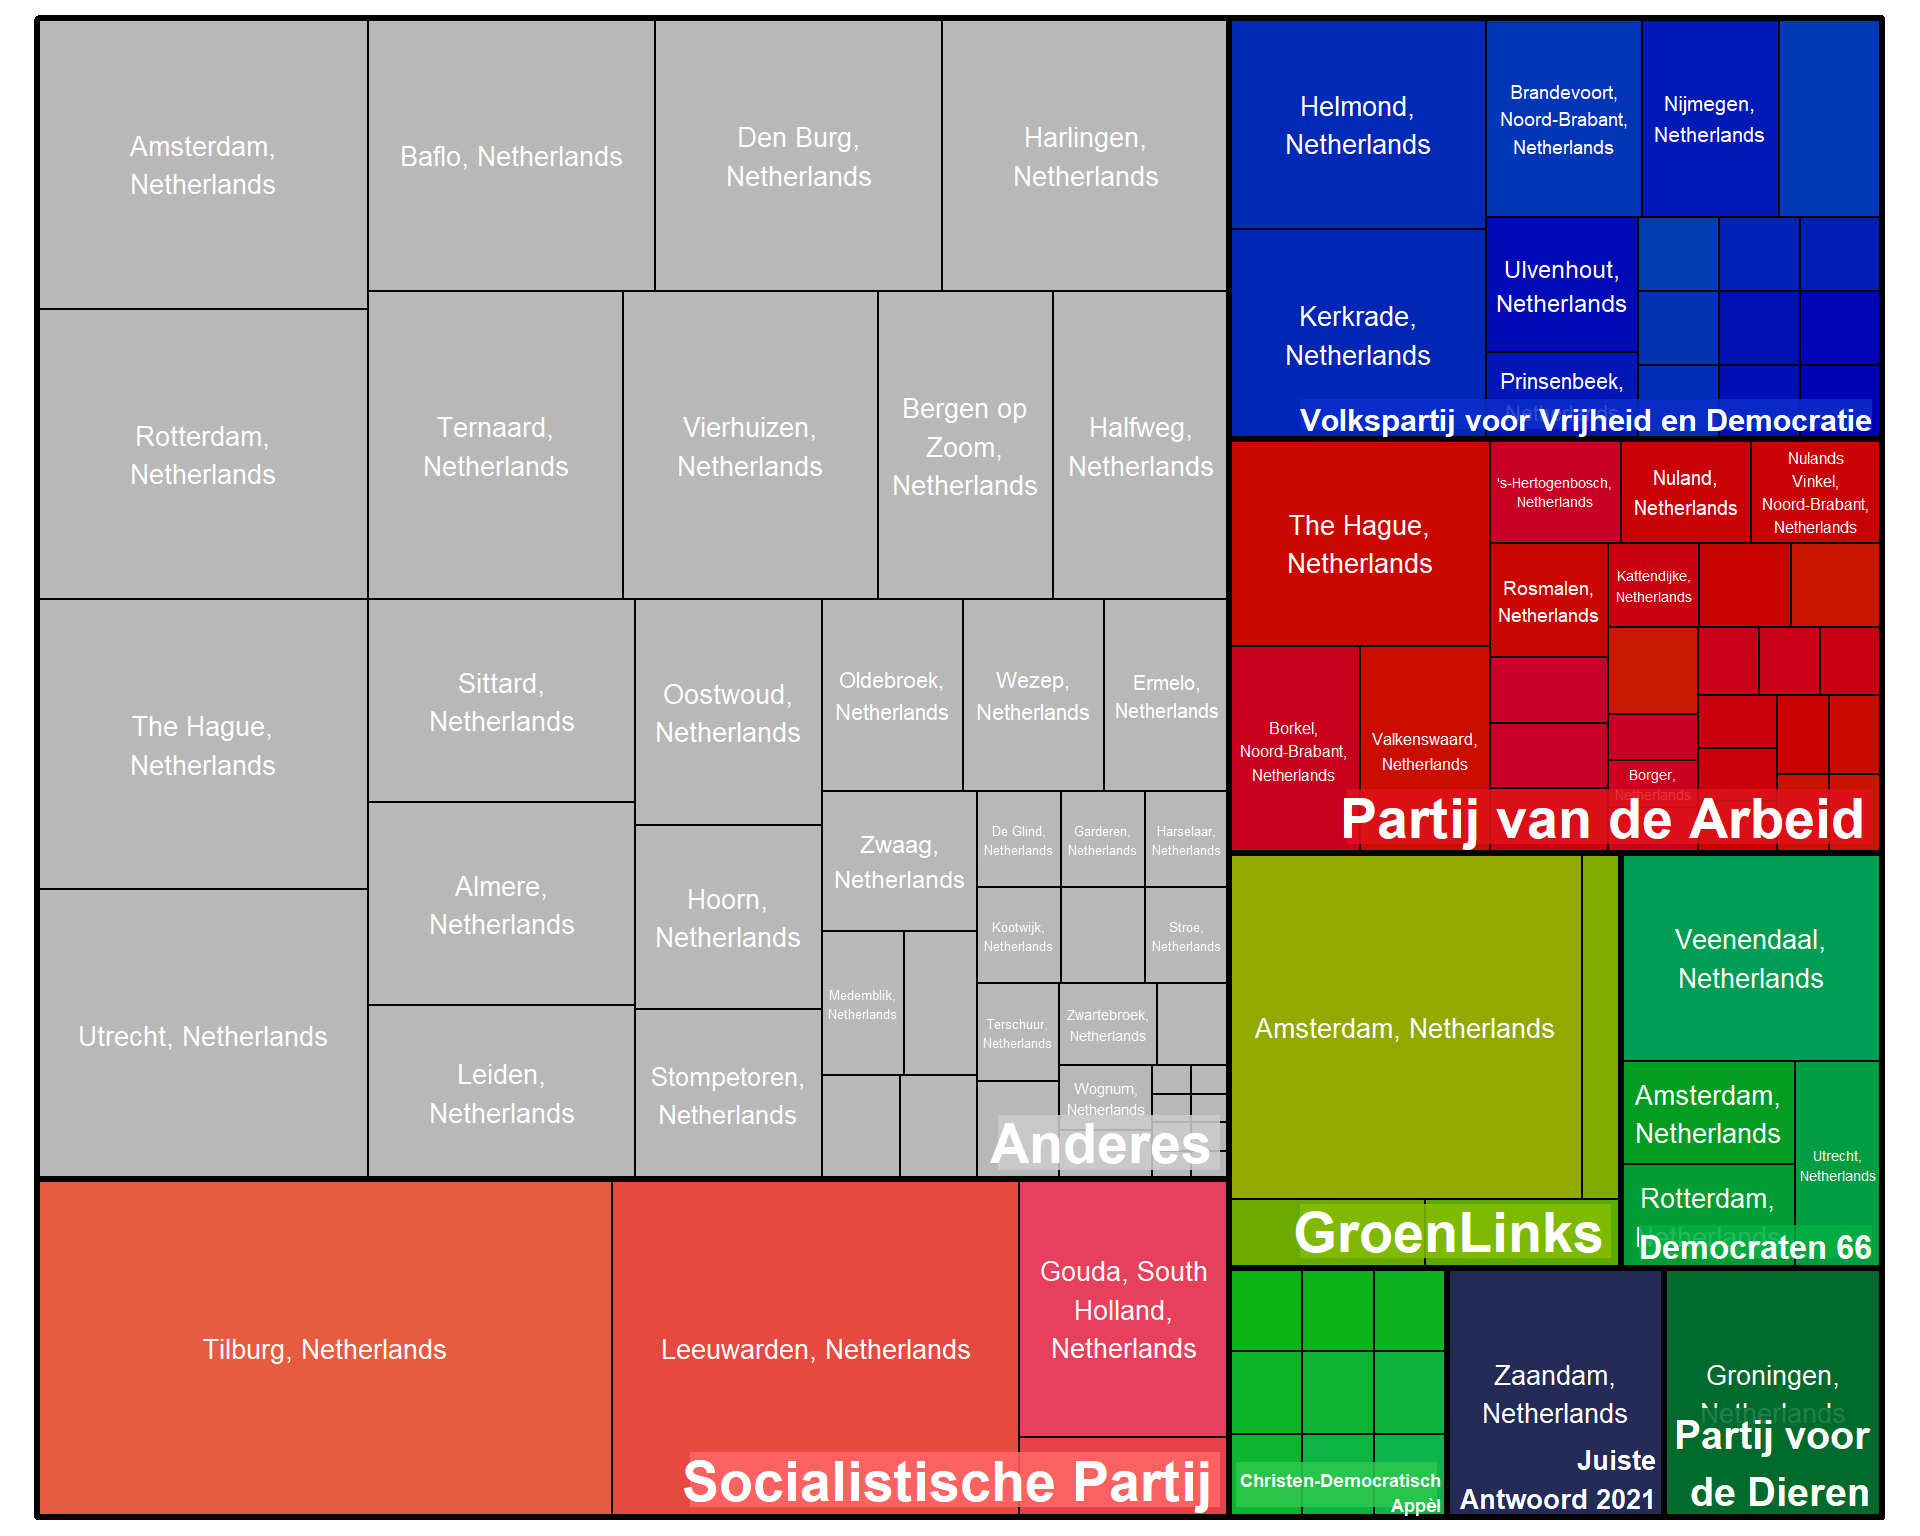 Amsterdam,
Netherlands
Baflo, Netherlands
Den Burg,
Netherlands
Harlingen,
Netherlands
Rotterdam,
Netherlands
Ternaard,
Netherlands
Vierhuizen,
Netherlands
Bergen op
Zoom,
Netherlands
Halfweg,
Netherlands
The Hague,
Netherlands
Sittard,
Netherlands
Oostwoud,
Netherlands
Oldebroek,
Netherlands
Wezep,
Netherlands
Ermelo,
Netherlands
Zwaag,
Netherlands
De Glind,
Netherlands
Garderen,
Netherlands
Harselaar,
Netherlands
Almere,
Netherlands
Hoorn,
Netherlands
Kootwijk,
Netherlands
Stroe,
Netherlands
Utrecht, Netherlands
Leiden,
Netherlands
Stompetoren,
Netherlands
Medemblik,
Netherlands
Terschuur,
Netherlands
Zwartebroek,
Netherlands
Wognum,
Netherlands
Anderes
Tilburg, Netherlands
Leeuwarden, Netherlands
Gouda, South
Holland,
Netherlands
Socialistische Partij
Helmond,
Netherlands
Brandevoort,
Noord-Brabant,
Netherlands
Nijmegen,
Netherlands
Kerkrade,
Netherlands
Ulvenhout,
Netherlands
Prinsenbeek,
Netherlands
Volkspartij voor Vrijheid en Democratie
The Hague,
Netherlands
's-Hertogenbosch,
Netherlands
Nuland,
Netherlands
Nulands
Vinkel,
Noord-Brabant,
Netherlands
Rosmalen,
Netherlands
Kattendijke,
Netherlands
Borkel,
Noord-Brabant,
Netherlands
Valkenswaard,
Netherlands
Borger,
Netherlands
Partij van de Arbeid
Amsterdam, Netherlands
GroenLinks
Veenendaal,
Netherlands
Amsterdam,
Netherlands
Utrecht,
Netherlands
Rotterdam,
Netherlands
Democraten 66
Christen-Democratisch
Appèl
Zaandam,
Netherlands
Juiste
Antwoord 2021
Groningen,
Netherlands
Partij voor
de Dieren